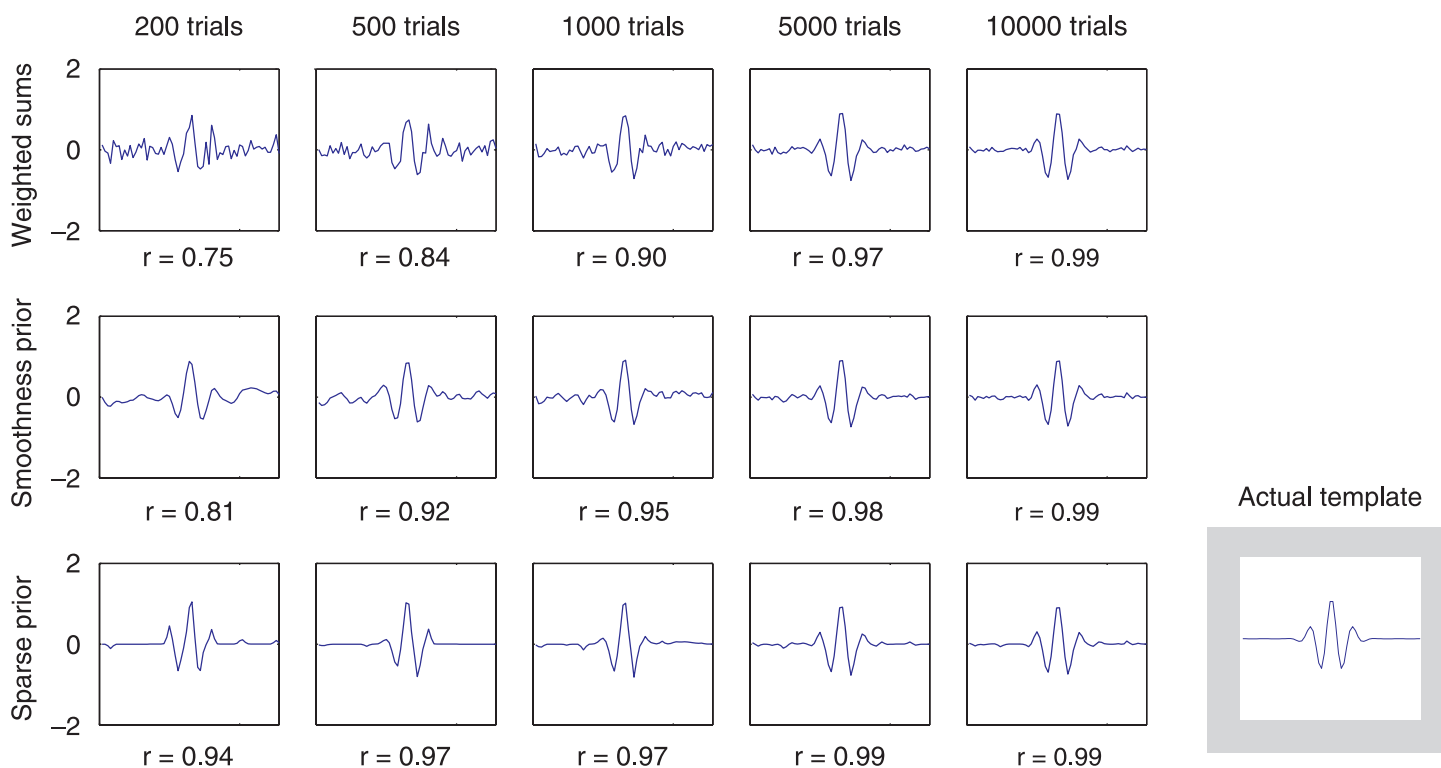 200 trials 500 trials 1000 trials 5000 trials 10000 trials
Weighted sums
2
0
−2
r = 0.75 r = 0.84 r = 0.90 r = 0.97 r = 0.99
Smoothness prior
2
0
−2
r = 0.81 r = 0.92 r = 0.95 r = 0.98 r = 0.99
Actual template
Sparse prior
2
0
−2
r = 0.94 r = 0.97 r = 0.97 r = 0.99 r = 0.99